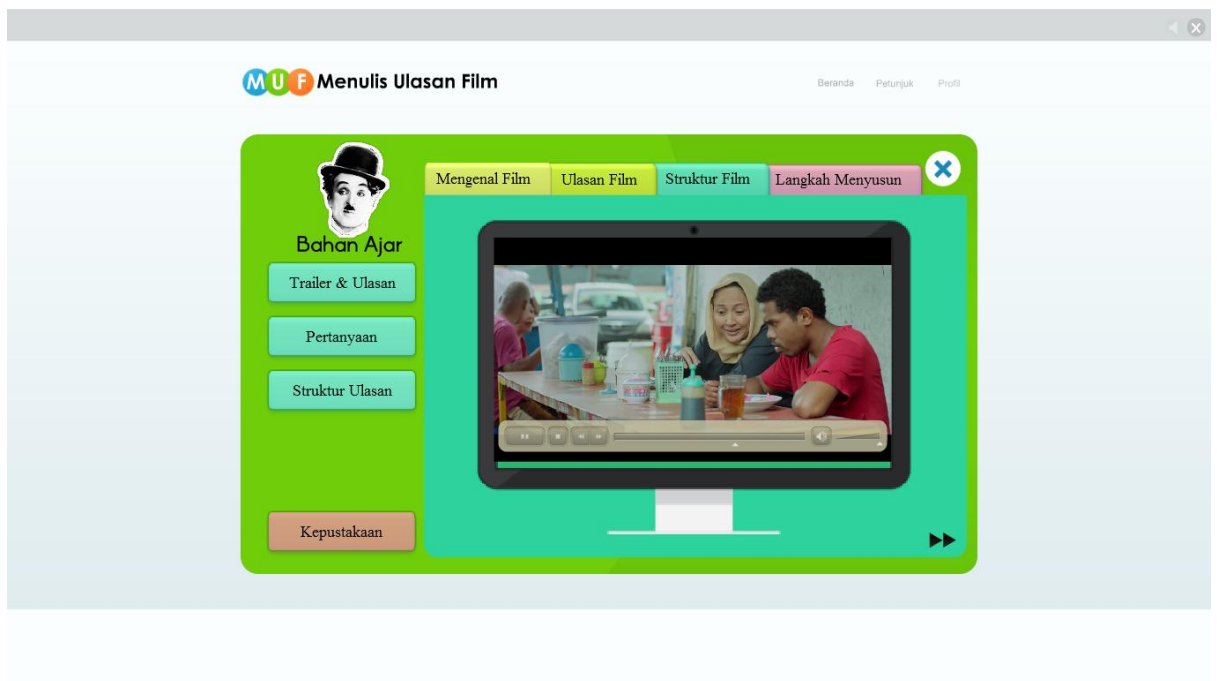 MUF Menulis Ulasan Film
Beranda Petunjuk Profil
Mengenal Film Ulasan Film Struktur Film Langkah Menyusun
Bahan Ajar
Trailer & Ulasan
Pertanyaan
Struktur Ulasan
Kepustakaan